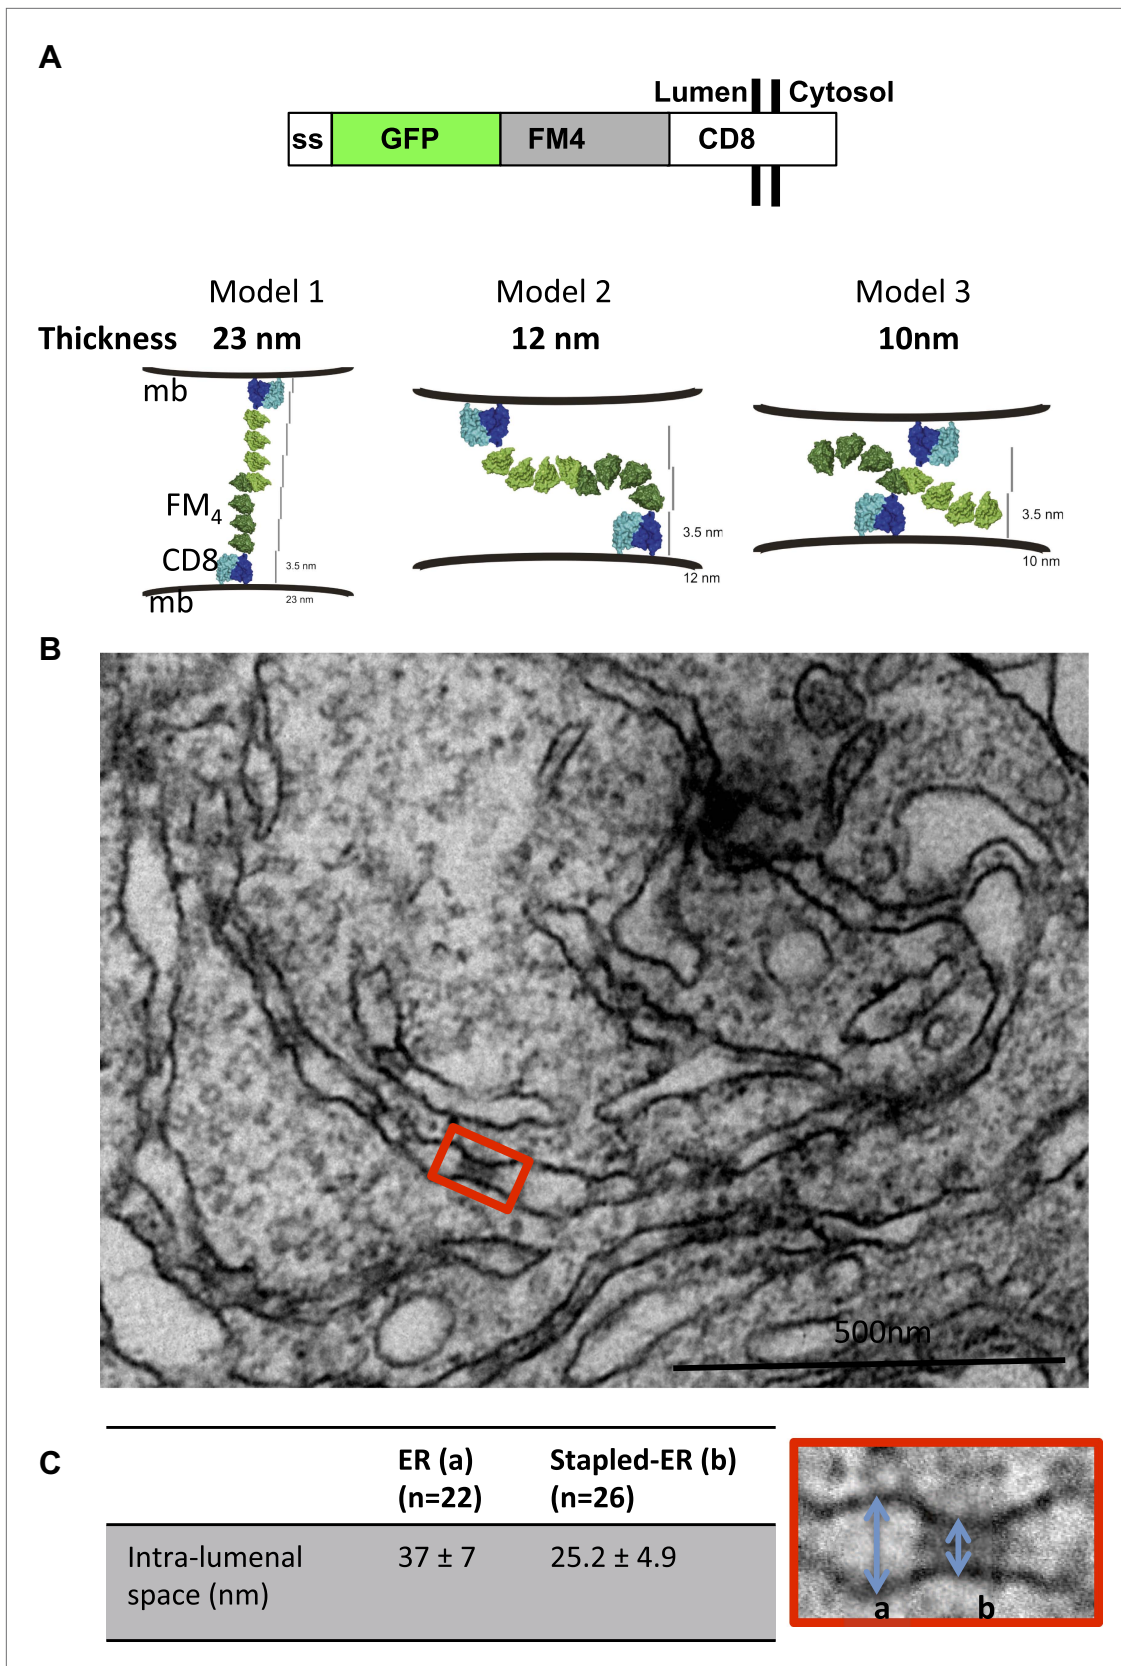 A
Lumen Cytosol
ss GFP FM4 CD8
Model 1 Model 2 Model 3
Thickness 23 nm 12 nm 10nm
mb
FM4
CD8
mb
3.5 nm
23 nm
3.5 nm
12 nm
3.5 nm
10 nm
B
500nm
C
ER (a) Stapled-ER (b)
(n=22) (n=26)
Intra-lumenal 37 ± 7 25.2 ± 4.9
space (nm)
a b